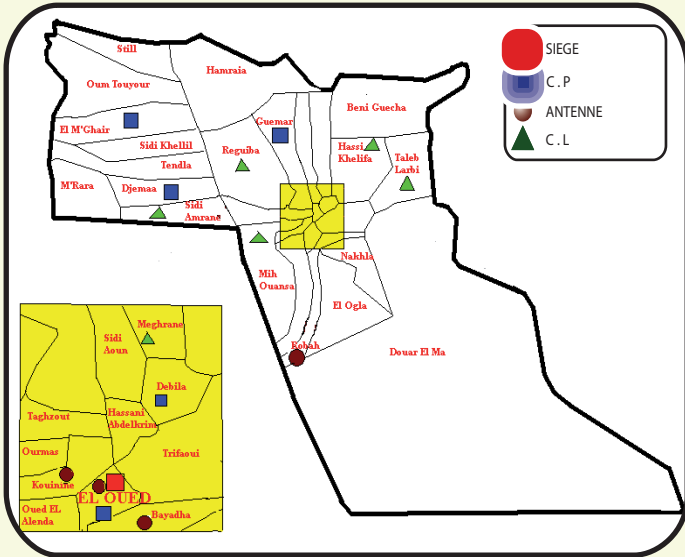 Still
Oum Touyour
Hamraia
El M'Ghair
Sidi Khellil
Tendla
M'Rara
Djemaa
Sidi
Amrane
Guemar
Reguiba
Beni Guecha
Hassi
Khelifa
Taleb
Larbi
Nakhla
Mih
Ouansa
El Ogla
Robah
Douar El Ma
SIEGE
C.P
ANTENNE
C.L
Meghrane
Sidi
Aoun
Debila
Hassani
Abdelkrim
Taghzout
Ourmas
Trifaoui
Kouinine
EL OUED
Oued EL
Alenda
Bayadha